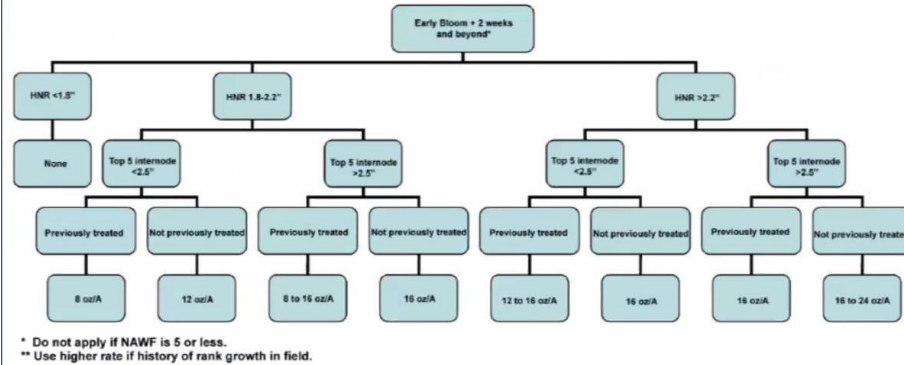 Early Bloom + 2 weeks
and beyond*
HNR <1.8"
HNR 1.8-2.2"
HNR >2.2"
None
Top 5 internode
<2.5"
Top 5 internode
>2.5"
Top 5 internode
<2.5"
Top 5 internode
>2.5"
Previously treated
Not previously treated
Previously treated
Not previously treated
Previously treated
Not previously treated
Previously treated
Not previously treate
8 oz/A
12 oz/A
8 to 16 oz/A
16 oz/A
12 to 16 oz/A
16 oz/A
16 oz/A
16 to 24 oz/A
* Do not apply if NAWF is 5 or less.
** Use higher rate if history of rank growth in field.